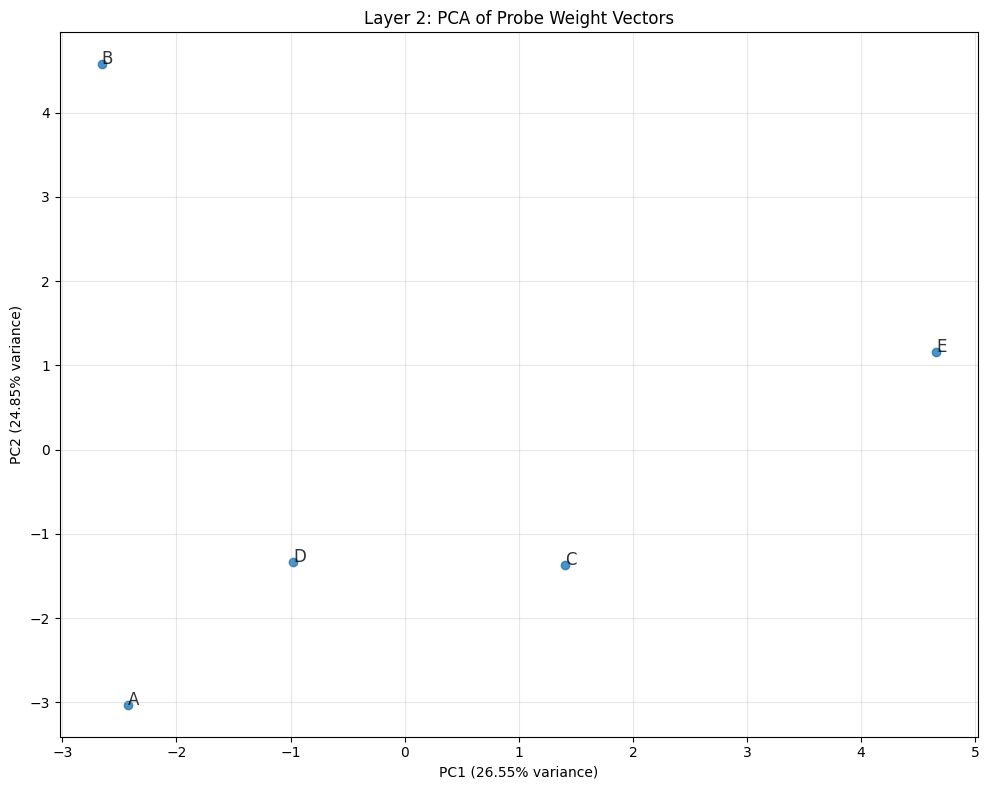 Layer 2: PCA of Probe Weight Vectors
B
E
D
C
A
4
3
2
1
0
−1
−2
−3
PC2 (24.85% variance)
−3 −2 −1 0 1 2 3 4 5
PC1 (26.55% variance)